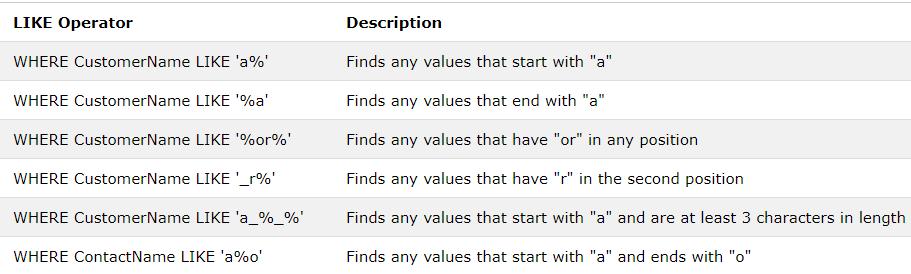 LIKE Operator Description
WHERE CustomerName LIKE 'a%' Finds any values that start with "a"
WHERE CustomerName LIKE '%a' Finds any values that end with "a"
WHERE CustomerName LIKE '%or%' Finds any values that have "or" in any position
WHERE CustomerName LIKE '_r%' Finds any values that have "r" in the second position
WHERE CustomerName LIKE 'a_%_%' Finds any values that start with "a" and are at least 3 characters in length
WHERE ContactName LIKE 'a%o' Finds any values that start with "a" and ends with "o"